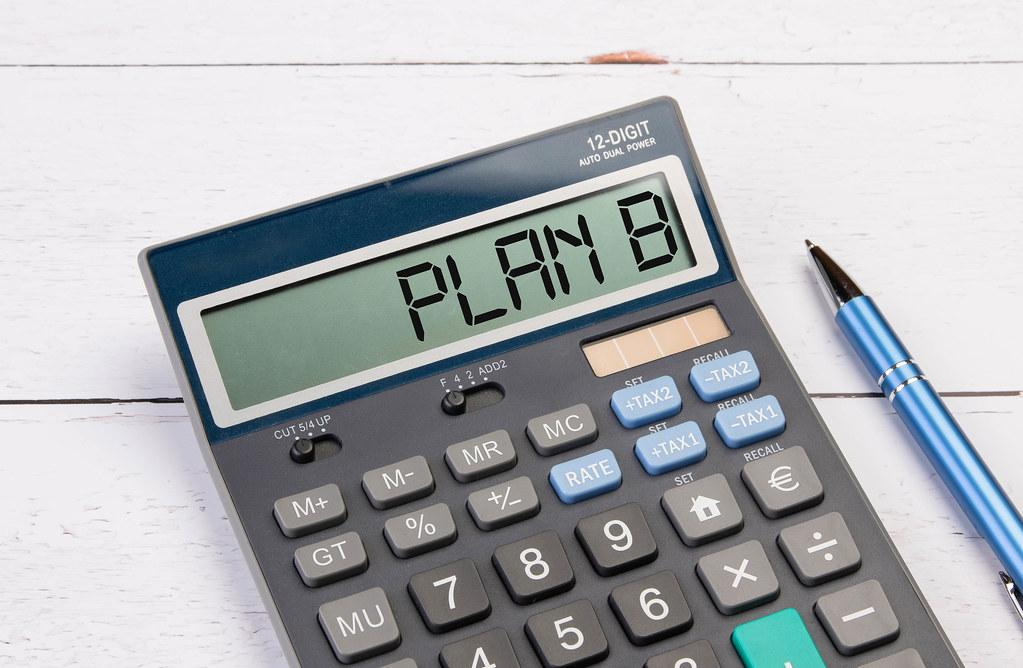 12-DIGIT
AUTO DUAL POWER
PLAN B
F 4 2 ADD2
CUT 5/4 UP
SET
RECALL
+TAX2
-TAX2
SET
RECALL
+TAX1
-TAX1
M+
M-
MR
MC
RATE
SET
RECALL
GT
%
+/-
€
MU
7
8
9
×
÷
4
5
6
−